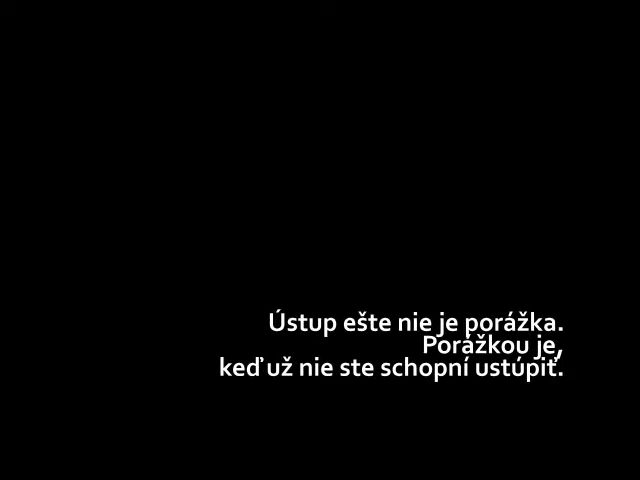 Ústup ešte nie je porážka.
Porážkou je,
keď už nie ste schopní ustúpiť.